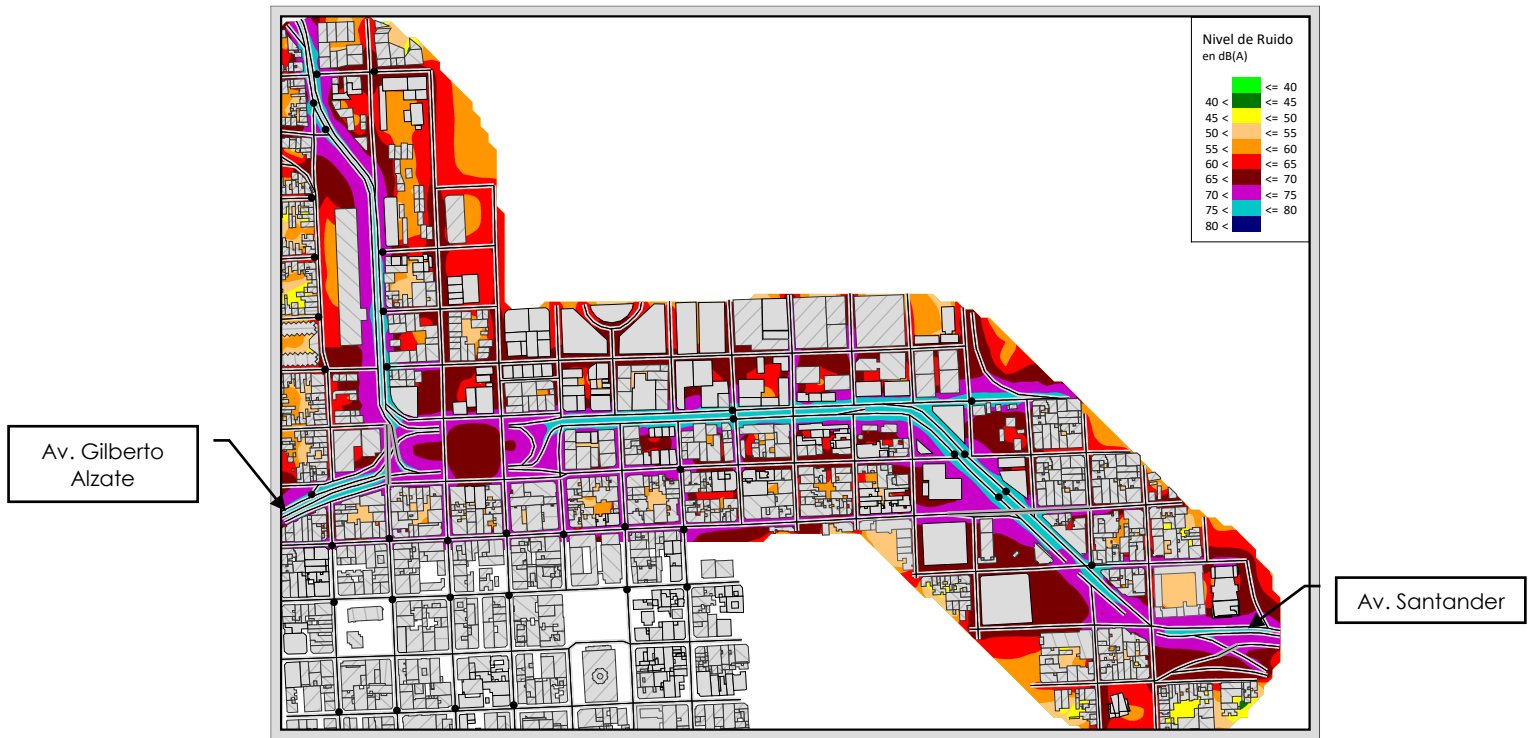 Nivel de Ruido
en dB(A)
<= 40
40 < <= 45
45 < <= 50
50 < <= 55
55 < <= 60
60 < <= 65
65 < <= 70
70 < <= 75
75 < <= 80
80 <
Av. Gilberto
Alzate
Av. Santander